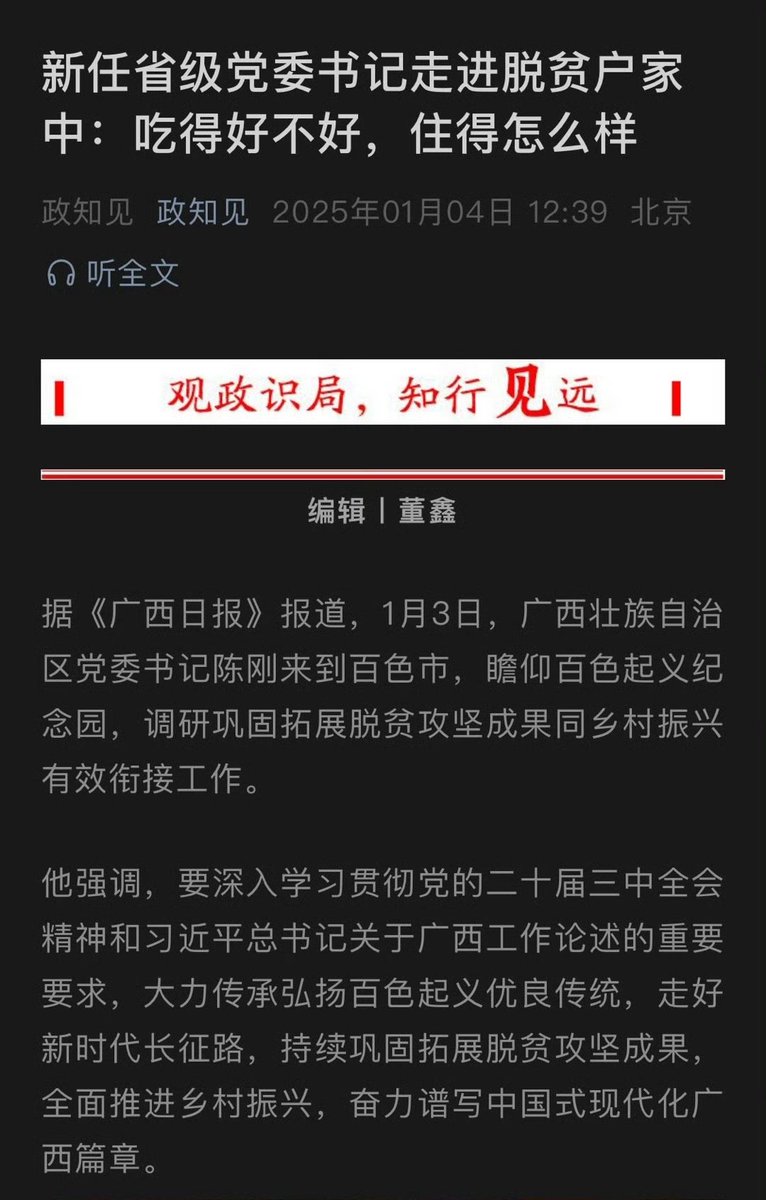 新任省级党委书记走进脱贫户家
中：吃得好不好，住得怎么样
政知见 政知见 2025年01月04日 12:39 北京
听全文
观政识局，知行见远
编辑丨董鑫
据《广西日报》报道，1月3日，广西壮族自治
区党委书记陈刚来到百色市，瞻仰百色起义纪
念园，调研巩固拓展脱贫攻坚成果同乡村振兴
有效衔接工作。
他强调，要深入学习贯彻党的二十届三中全会
精神和习近平总书记关于广西工作论述的重要
要求，大力传承弘扬百色起义优良传统，走好
新时代长征路，持续巩固拓展脱贫攻坚成果，
全面推进乡村振兴，奋力谱写中国式现代化广
西篇章。